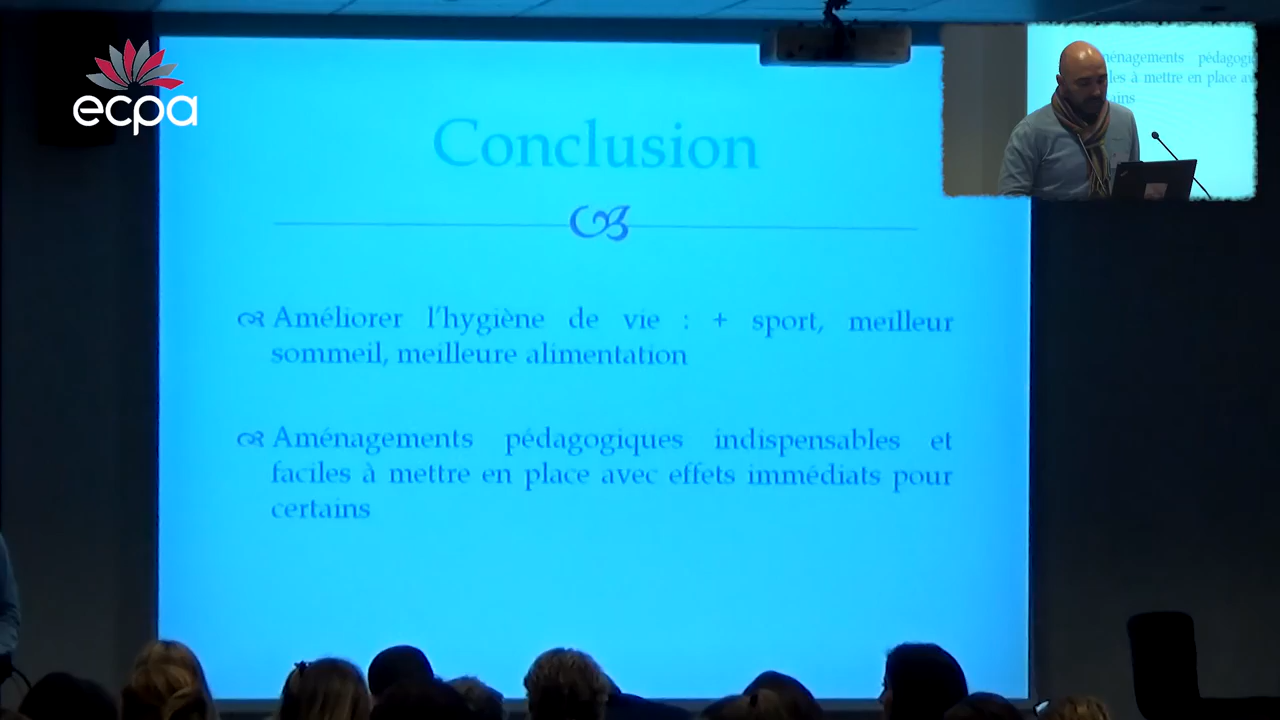 ecpa
Conclusion
Améliorer l'hygiène de vie : + sport, meilleur
sommeil, meilleure alimentation
Aménagements pédagogiques indispensables et
faciles à mettre en place avec effets immédiats pour
certains